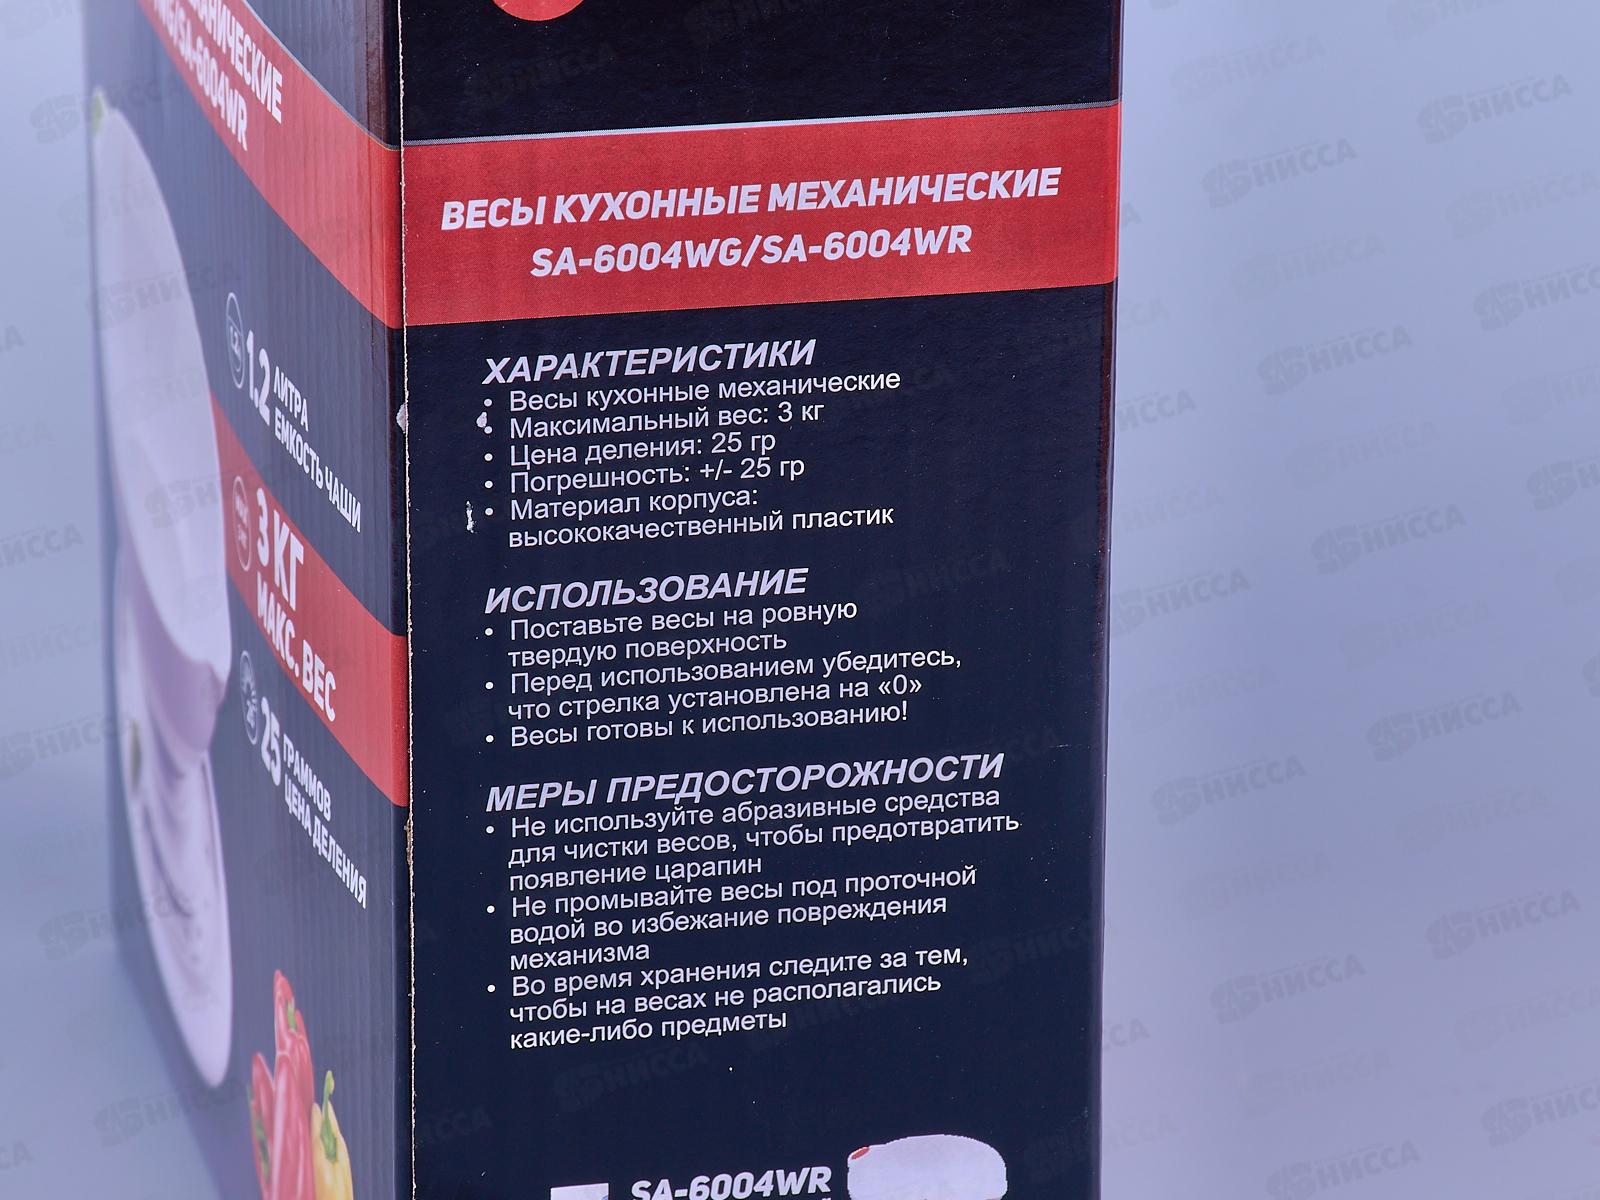 ВЕСЫ КУХОННЫЕ МЕХАНИЧЕСКИЕ
SA-6004WG/SA-6004WR
ХАРАКТЕРИСТИКИ
• Весы кухонные механические
• Максимальный вес: 3 кг
• Цена деления: 25 гр
• Погрешность: +/- 25 гр
• Материал корпуса:
высококачественный пластик
ИСПОЛЬЗОВАНИЕ
• Поставьте весы на ровную
твердую поверхность
• Перед использованием убедитесь,
что стрелка установлена на «0»
• Весы готовы к использованию!
МЕРЫ ПРЕДОСТОРОЖНОСТИ
• Не используйте абразивные средства
для чистки весов, чтобы предотвратить
появление царапин
• Не промывайте весы под проточной
водой во избежание повреждения
механизма
• Во время хранения следите за тем,
чтобы на весах не располагались
какие-либо предметы
SA-6004WR
SA-6004WR
1.2 ЛИТРА
ЕМКОСТЬ ЧАШИ
3 КГ
МАКС. ВЕС
25 ГРАММОВ
ЦЕНА ДЕЛЕНИЯ
НИССА